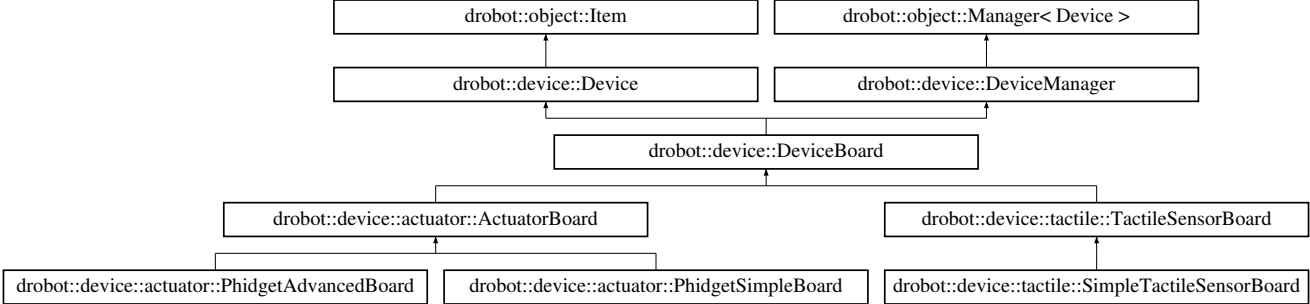 drobot::object::Item
drobot::object::Manager< Device >
drobot::device::Device
drobot::device::DeviceManager
drobot::device::DeviceBoard
drobot::device::actuator::ActuatorBoard
drobot::device::tactile::TactileSensorBoard
drobot::device::actuator::PhidgetAdvancedBoard
drobot::device::actuator::PhidgetSimpleBoard
drobot::device::tactile::SimpleTactileSensorBoard